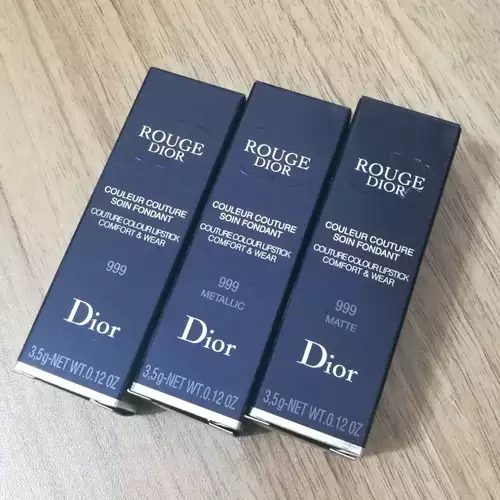 ROUGE
DIOR
COULEUR COUTURE
SOIN FONDANT
COUTURE COLOUR LIPSTICK
COMFORT & WEAR
999
Dior
3,5g-NET WT.0.12 OZ
ROUGE
DIOR
COULEUR COUTURE
SOIN FONDANT
COUTURE COLOUR LIPSTICK
COMFORT & WEAR
999
METALLIC
Dior
3,5g-NET WT.0.12 OZ
ROUGE
DIOR
COULEUR COUTURE
SOIN FONDANT
COUTURE COLOUR LIPSTICK
COMFORT & WEAR
999
MATTE
Dior
3,5g-NET WT.0.12 OZ